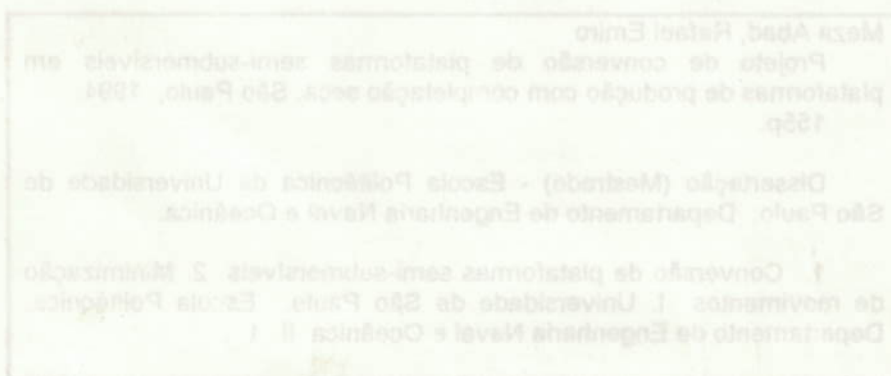 Meza Abad, Rafael Emiro
Projeto de conversão de plataformas semi-submersíveis em
plataformas de produção com completação seca. São Paulo, 1994.
155p.
Dissertação (Mestrado) - Escola Politécnica da Universidade de
São Paulo. Departamento de Engenharia Naval e Oceânica.
1. Conversão de plataformas semi-submersíveis 2. Minimização
de movimentos I. Universidade de São Paulo. Escola Politécnica.
Departamento de Engenharia Naval e Oceânica II. t